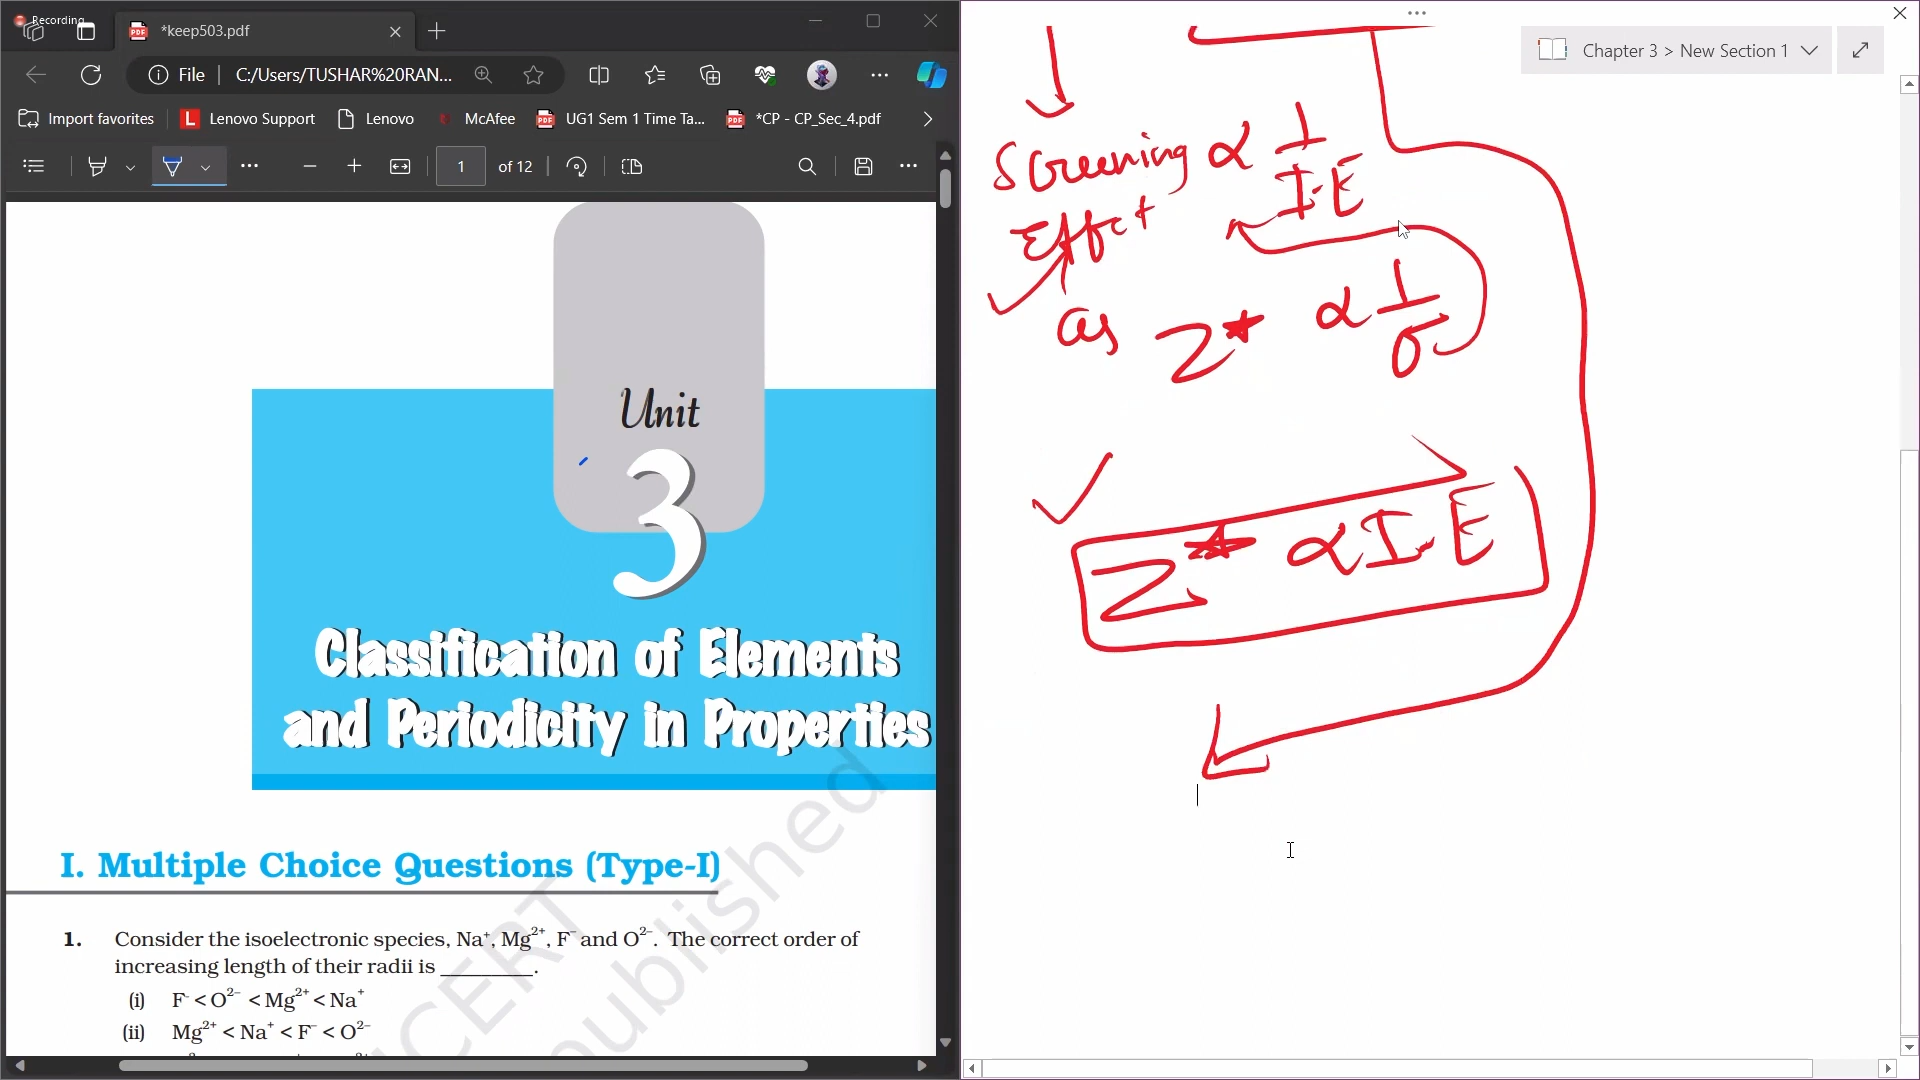 Recording
*keep503.pdf
File
C:/Users/TUSHAR%20RAN...
Import favorites
L Lenovo Support
Lenovo
McAfee
UG1 Sem 1 Time Ta...
*CP - CP_Sec_4.pdf
1 of 12
Unit
3
Classification of Elements
and Periodicity in Properties
I. Multiple Choice Questions (Type-I)
1. Consider the isoelectronic species, Na⁺, Mg²⁺, F⁻ and O²⁻. The correct order of
increasing length of their radii is _________.
(i) F⁻ < O²⁻ < Mg²⁺ < Na⁺
(ii) Mg²⁺ < Na⁺ < F⁻ < O²⁻
Chapter 3 > New Section 1
Screening α 1/I.E
Effect
as Z* α 1/σ
Z* α I.E